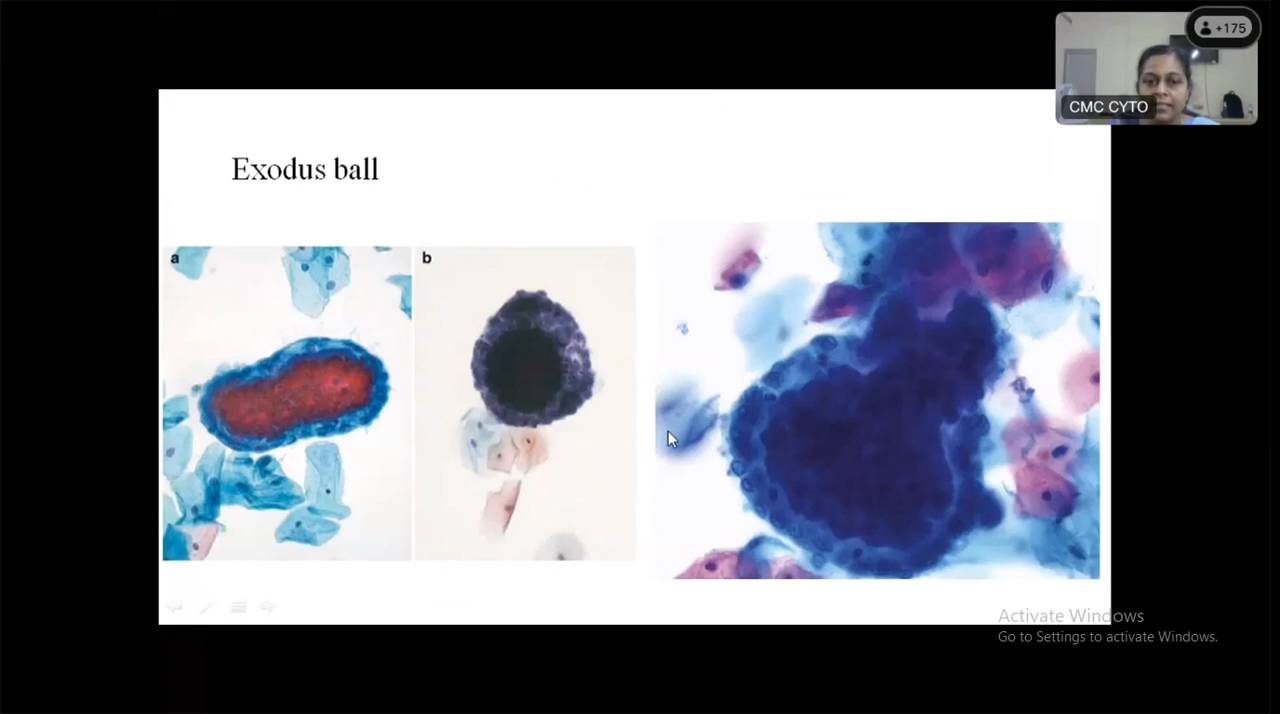 +175
CMC CYTO
Exodus ball
a
b
Activate Windows
Go to Settings to activate Windows.